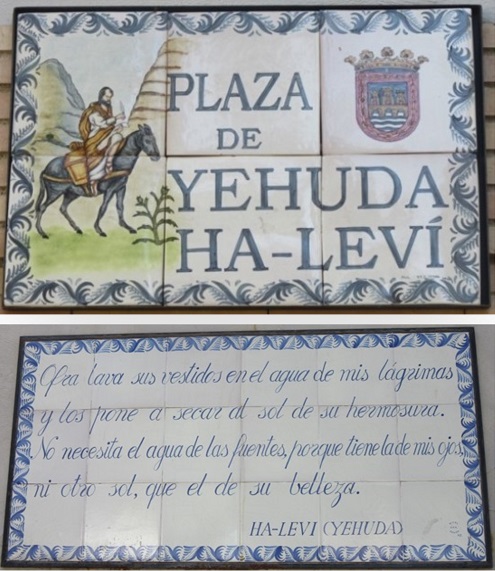 PLAZA
DE
YEHUDA
HA-LEVÍ
Ofra lava sus vestidos en el agua de mis lágrimas
y los pone a secar al sol de su hermosura.
No necesita el agua de las fuentes, porque tiene la de mis ojos,
ni otro sol, que el de su belleza.
HA-LEVI (YEHUDA)